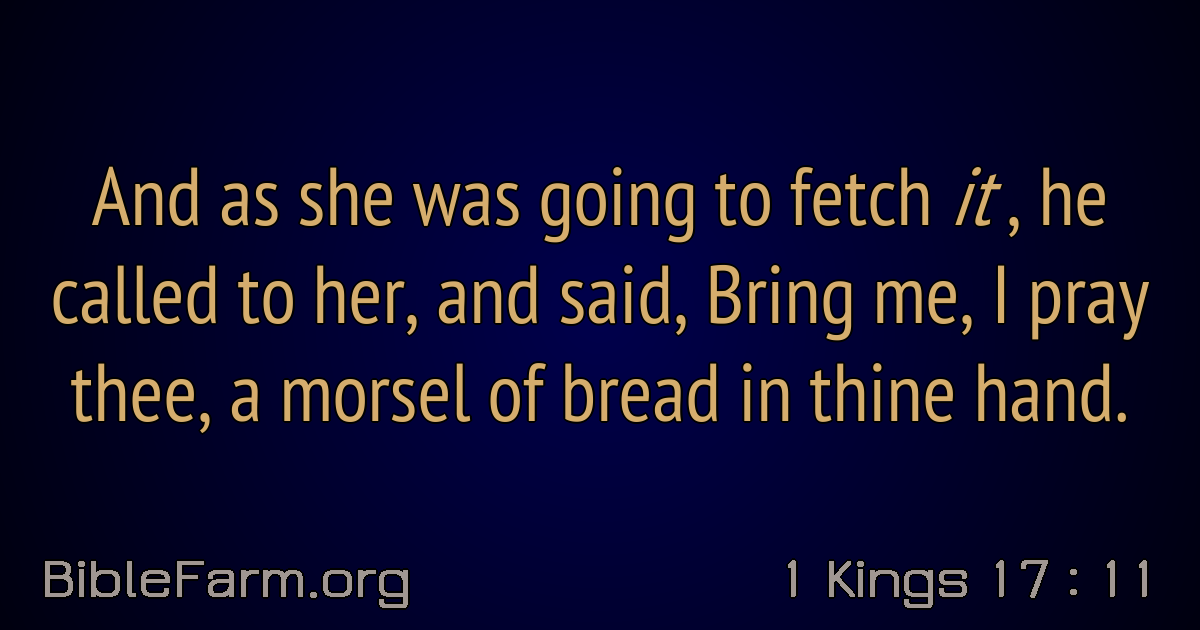 And as she was going to fetch it , he
called to her, and said, Bring me, I pray
thee, a morsel of bread in thine hand.
BibleFarm.org
1 Kings 17 : 11